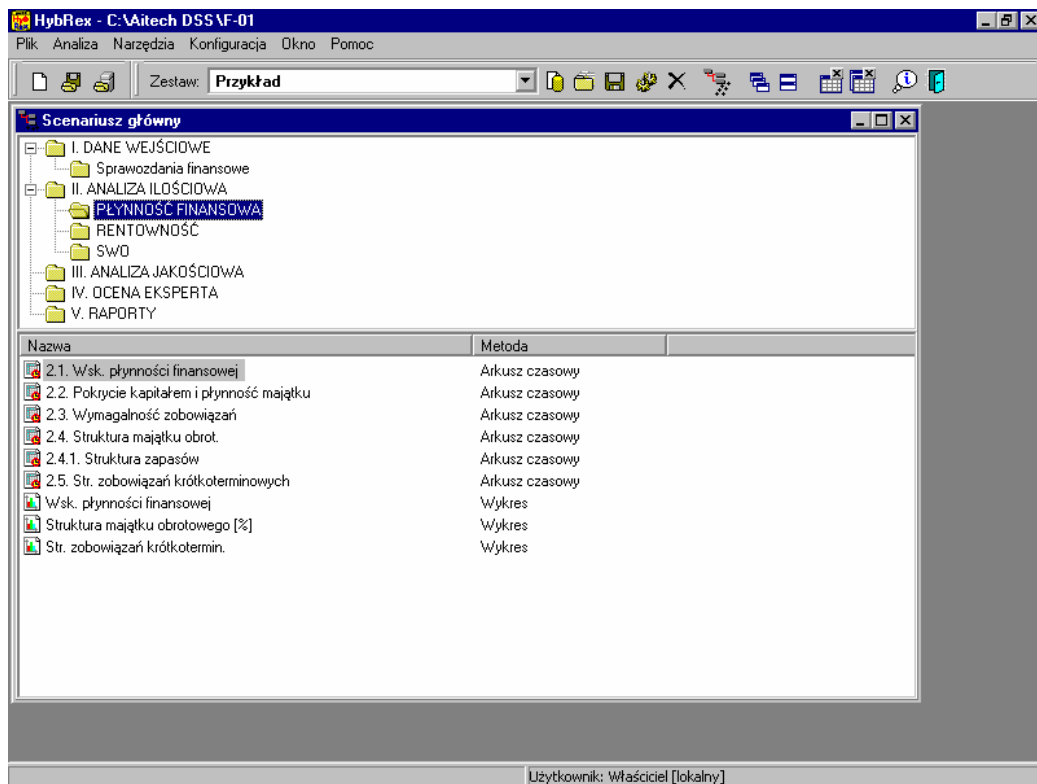 HybRex - C:\Aitech DSS\F-01
Plik Analiza Narzędzia Konfiguracja Okno Pomoc
Zestaw: Przykład
Scenariusz główny
I. DANE WEJŚCIOWE
Sprawozdania finansowe
II. ANALIZA ILOŚCIOWA
PŁYNNOŚĆ FINANSOWA
RENTOWNOŚĆ
SWO
III. ANALIZA JAKOŚCIOWA
IV. OCENA EKSPERTA
V. RAPORTY
Nazwa Metoda
2.1. Wsk. płynności finansowej Arkusz czasowy
2.2. Pokrycie kapitałem i płynność majątku Arkusz czasowy
2.3. Wymagalność zobowiązań Arkusz czasowy
2.4. Struktura majątku obrot. Arkusz czasowy
2.4.1. Struktura zapasów Arkusz czasowy
2.5. Str. zobowiązań krótkoterminowych Arkusz czasowy
Wsk. płynności finansowej Wykres
Struktura majątku obrotowego [%] Wykres
Str. zobowiązań krótkotermin. Wykres
Użytkownik: Właściciel [lokalny]